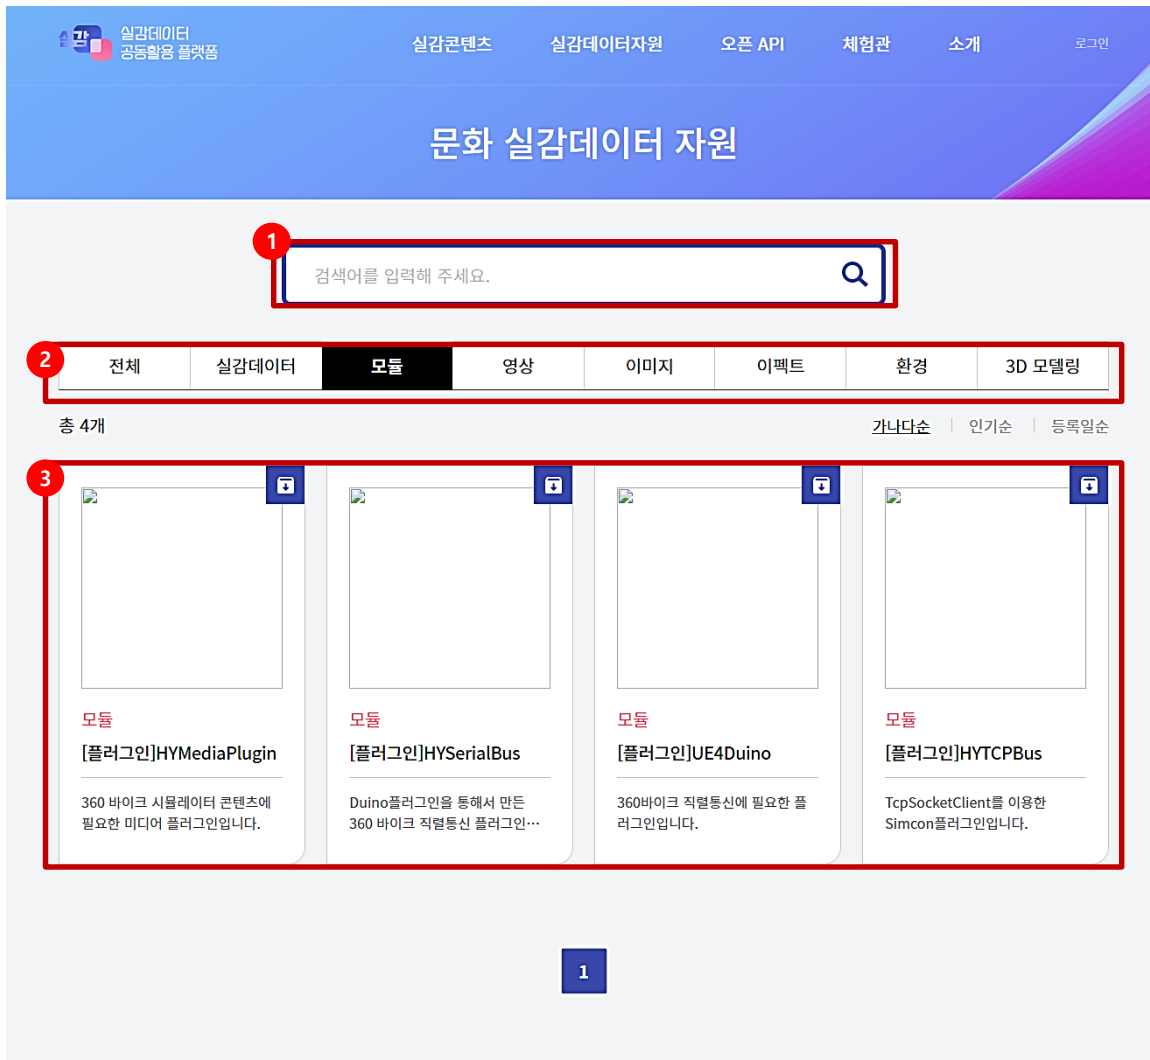 실감
실감데이터
공동활용 플랫폼
실감콘텐츠 실감데이터자원 오픈 API 체험관 소개 로그인
문화 실감데이터 자원
1
검색어를 입력해 주세요.
2
전체 실감데이터 모듈 영상 이미지 이펙트 환경 3D 모델링
총 4개
가나다순 인기순 등록일순
3
모듈
[플러그인]HYMediaPlugin
360 바이크 시뮬레이터 콘텐츠에
필요한 미디어 플러그인입니다.
모듈
[플러그인]HYSerialBus
Duino플러그인을 통해서 만든
360 바이크 직렬통신 플러그인…
모듈
[플러그인]UE4Duino
360바이크 직렬통신에 필요한 플
러그인입니다.
모듈
[플러그인]HYTCPBus
TcpSocketClient를 이용한
Simcon플러그인입니다.
1